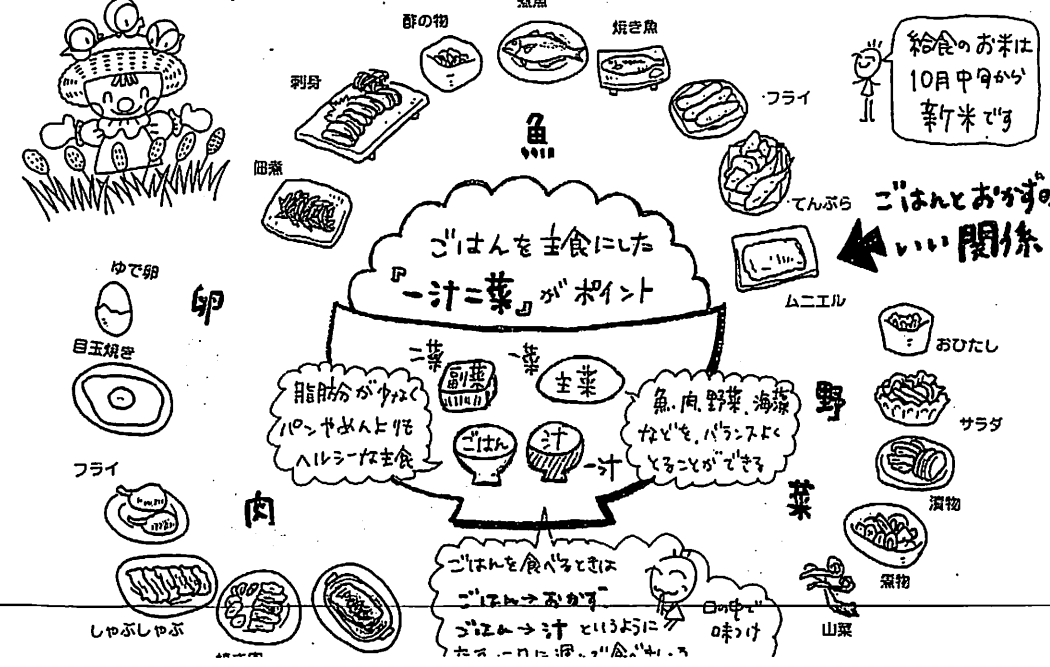 煮魚
酢の物
焼き魚
刺身
フライ
佃煮
てんぷら
ムニエル
魚
給食のお米は
10月中旬から
新米です
ごはんとおかずの
いい関係
ごはんを主食にした
『一汁二菜』がポイント
ゆで卵
目玉焼き
卵
二菜
副菜
一菜
主菜
ごはん
汁
一汁
脂肪分が少なく
パンやめんよりも
ヘルシーな主食
魚、肉、野菜、海藻
などを、バランスよく
とることができる
野
菜
おひたし
サラダ
漬物
煮物
山菜
フライ
肉
しゃぶしゃぶ
ごはんを食べるときは
ごはん→おかず
ごはん→汁 というように
口の中で
味つけ